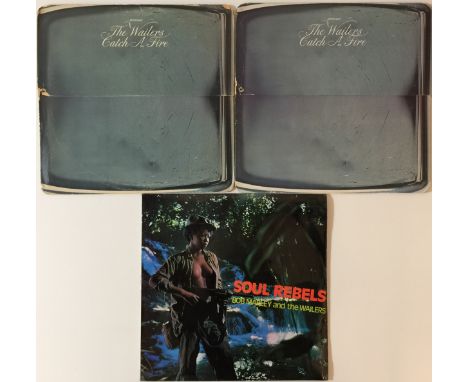 The Wailers
Catch A Fire
The Wailers
Catch A Fire
SOUL REBELS
BOB MARLEY and the WAILERS